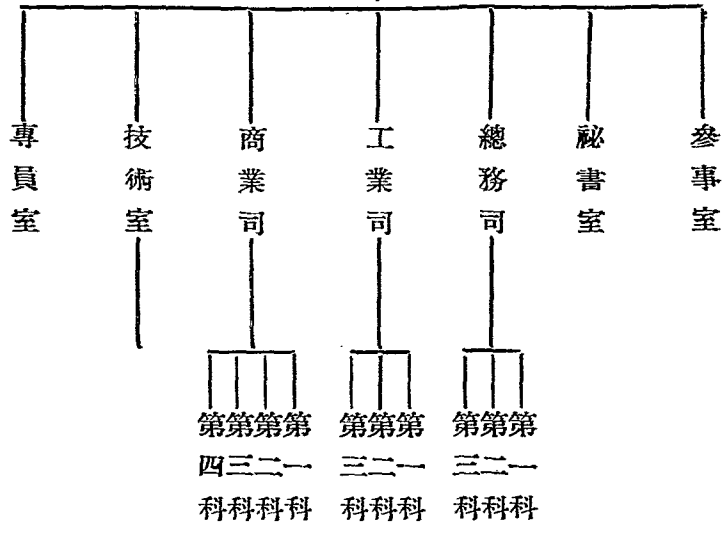 參事室
祕書室
總務司
工業司
商業司
技術室
專員室
第一科
第二科
第三科
第一科
第二科
第三科
第一科
第二科
第三科
第四科